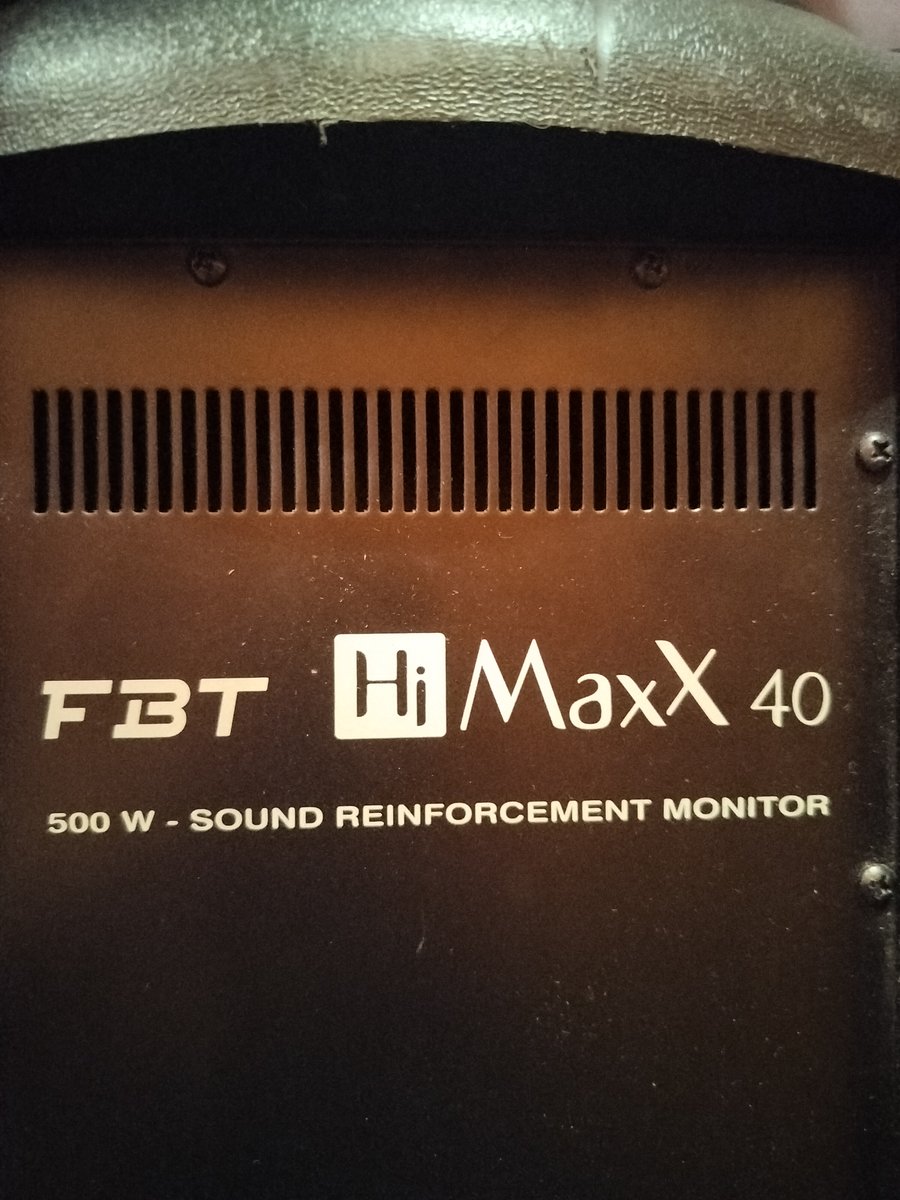 FBT Hi MaxX 40
500 W - SOUND REINFORCEMENT MONITOR